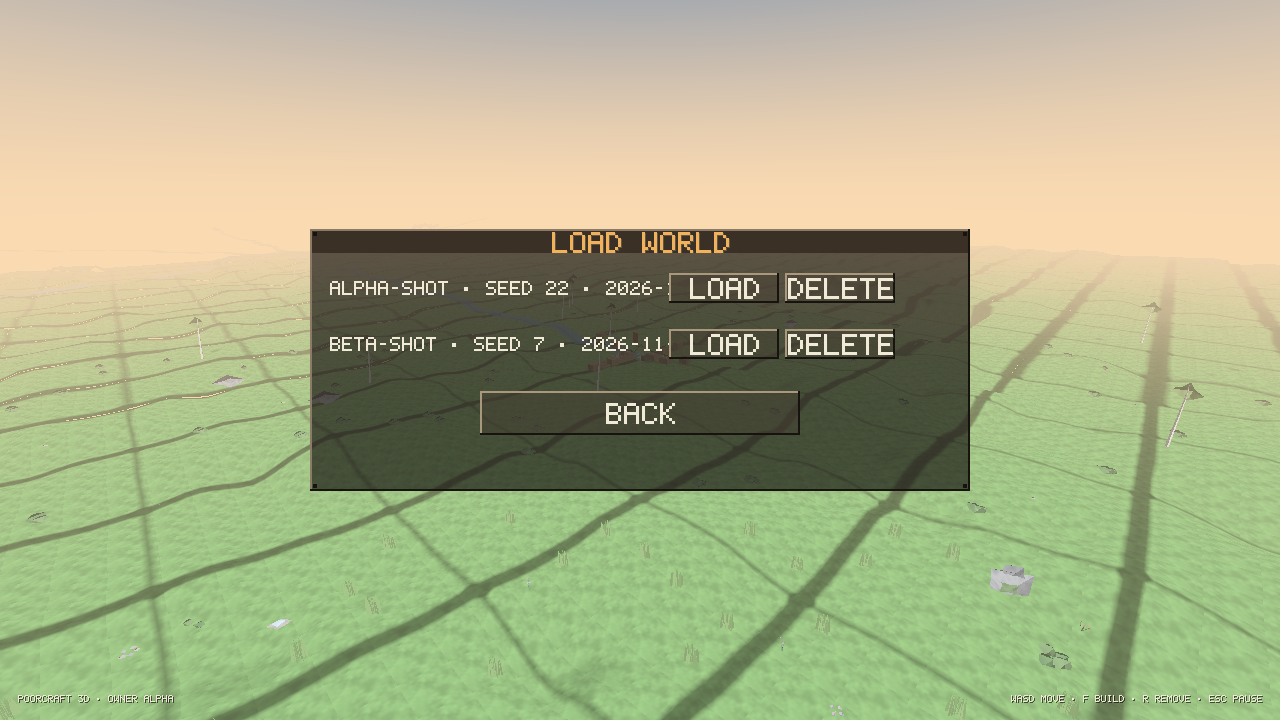 LOAD WORLD
ALPHA-SHOT • SEED 22 • 2026- LOAD DELETE
BETA-SHOT • SEED 7 • 2026-11 LOAD DELETE
BACK
POORCRAFT 3D • OWNER ALPHA
WASD MOVE • F BUILD • R REMOVE • ESC PAUSE